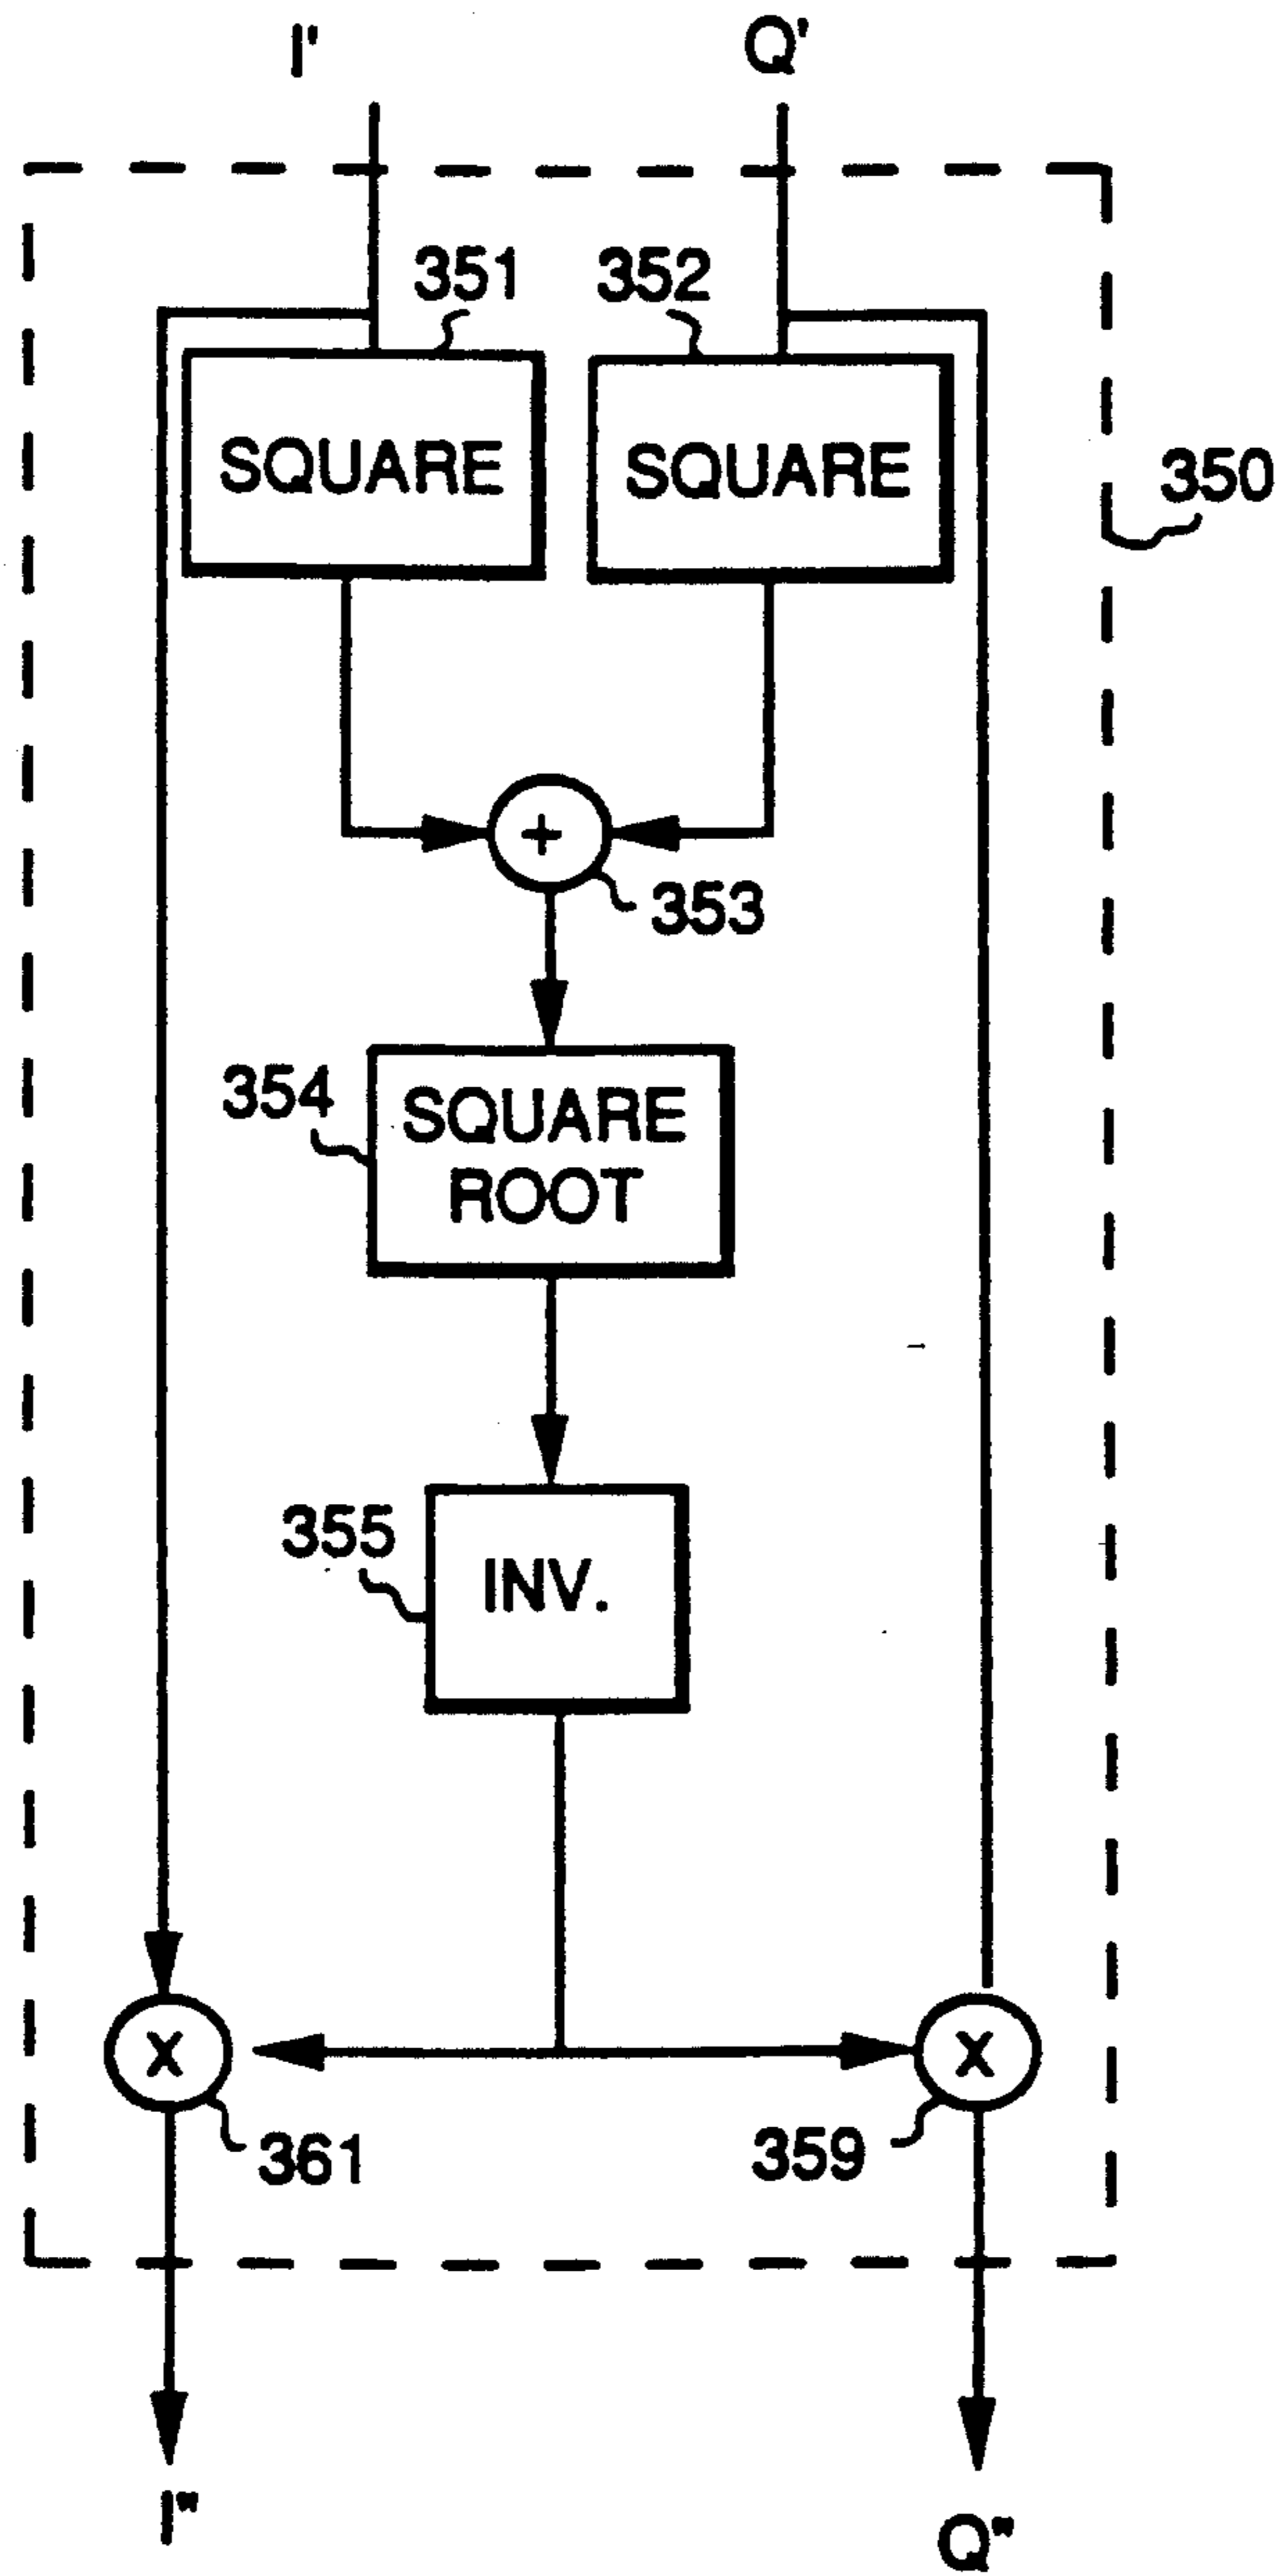 I' Q'
351 352
SQUARE SQUARE
350
+
353
354
SQUARE
ROOT
355
INV.
X X
361 359
I"
Q"